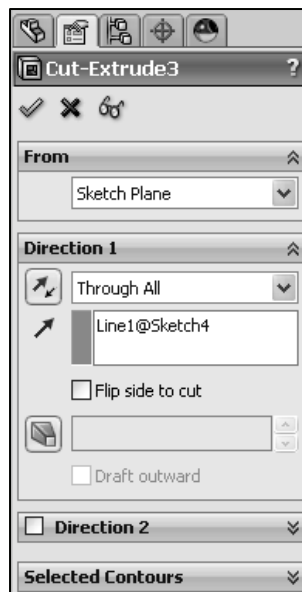 Cut-Extrude3 ?
From
Sketch Plane
Direction 1
Through All
Line1@Sketch4
Flip side to cut
Draft outward
Direction 2
Selected Contours